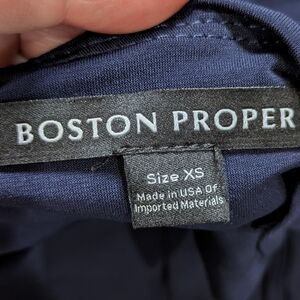 BOSTON PROPER
Size XS
Made in USA Of
Imported Materials